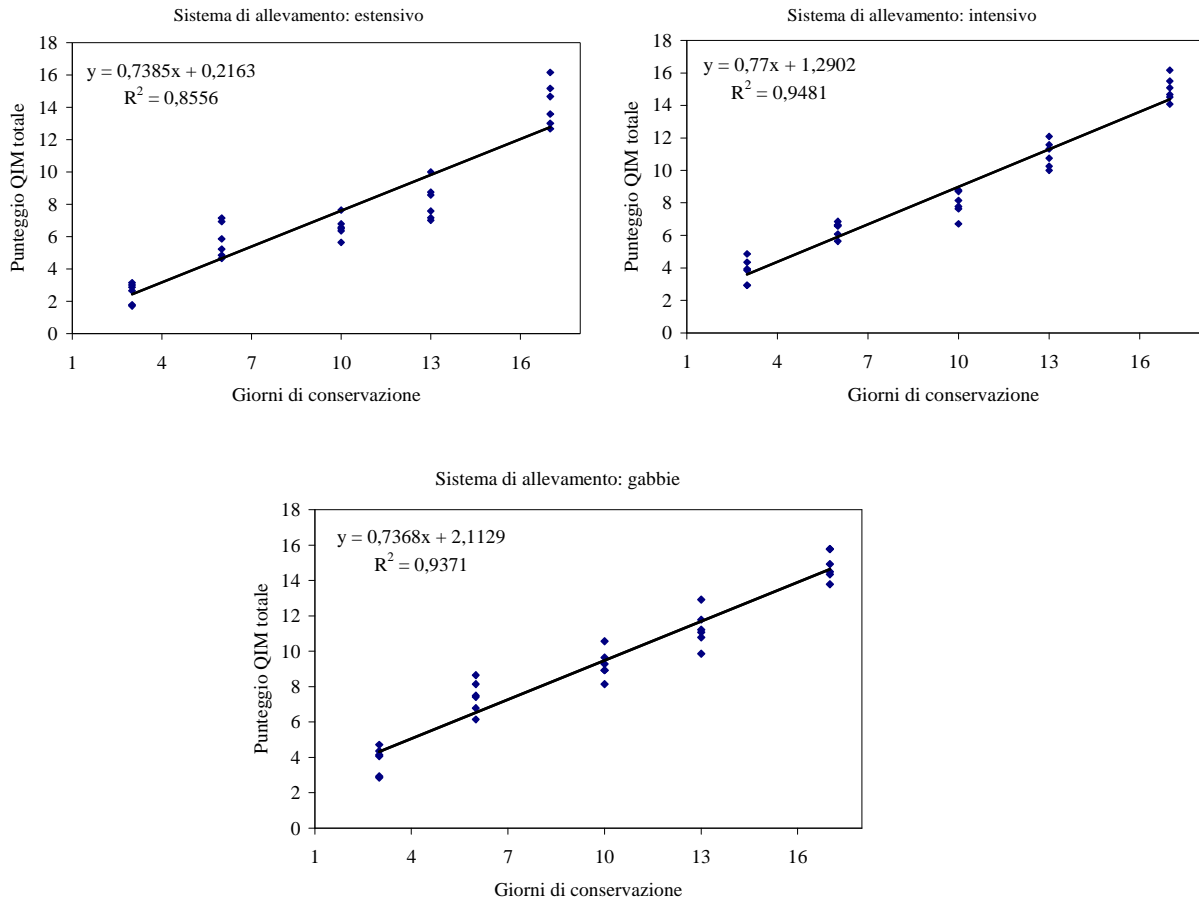 Sistema di allevamento: estensivo
y = 0,7385x + 0,2163
R² = 0,8556
Punteggio QIM totale
18
16
14
12
10
8
6
4
2
0
1 4 7 10 13 16
Giorni di conservazione
Sistema di allevamento: intensivo
y = 0,77x + 1,2902
R² = 0,9481
Punteggio QIM totale
18
16
14
12
10
8
6
4
2
0
1 4 7 10 13 16
Giorni di conservazione
Sistema di allevamento: gabbie
y = 0,7368x + 2,1129
R² = 0,9371
Punteggio QIM totale
18
16
14
12
10
8
6
4
2
0
1 4 7 10 13 16
Giorni di conservazione